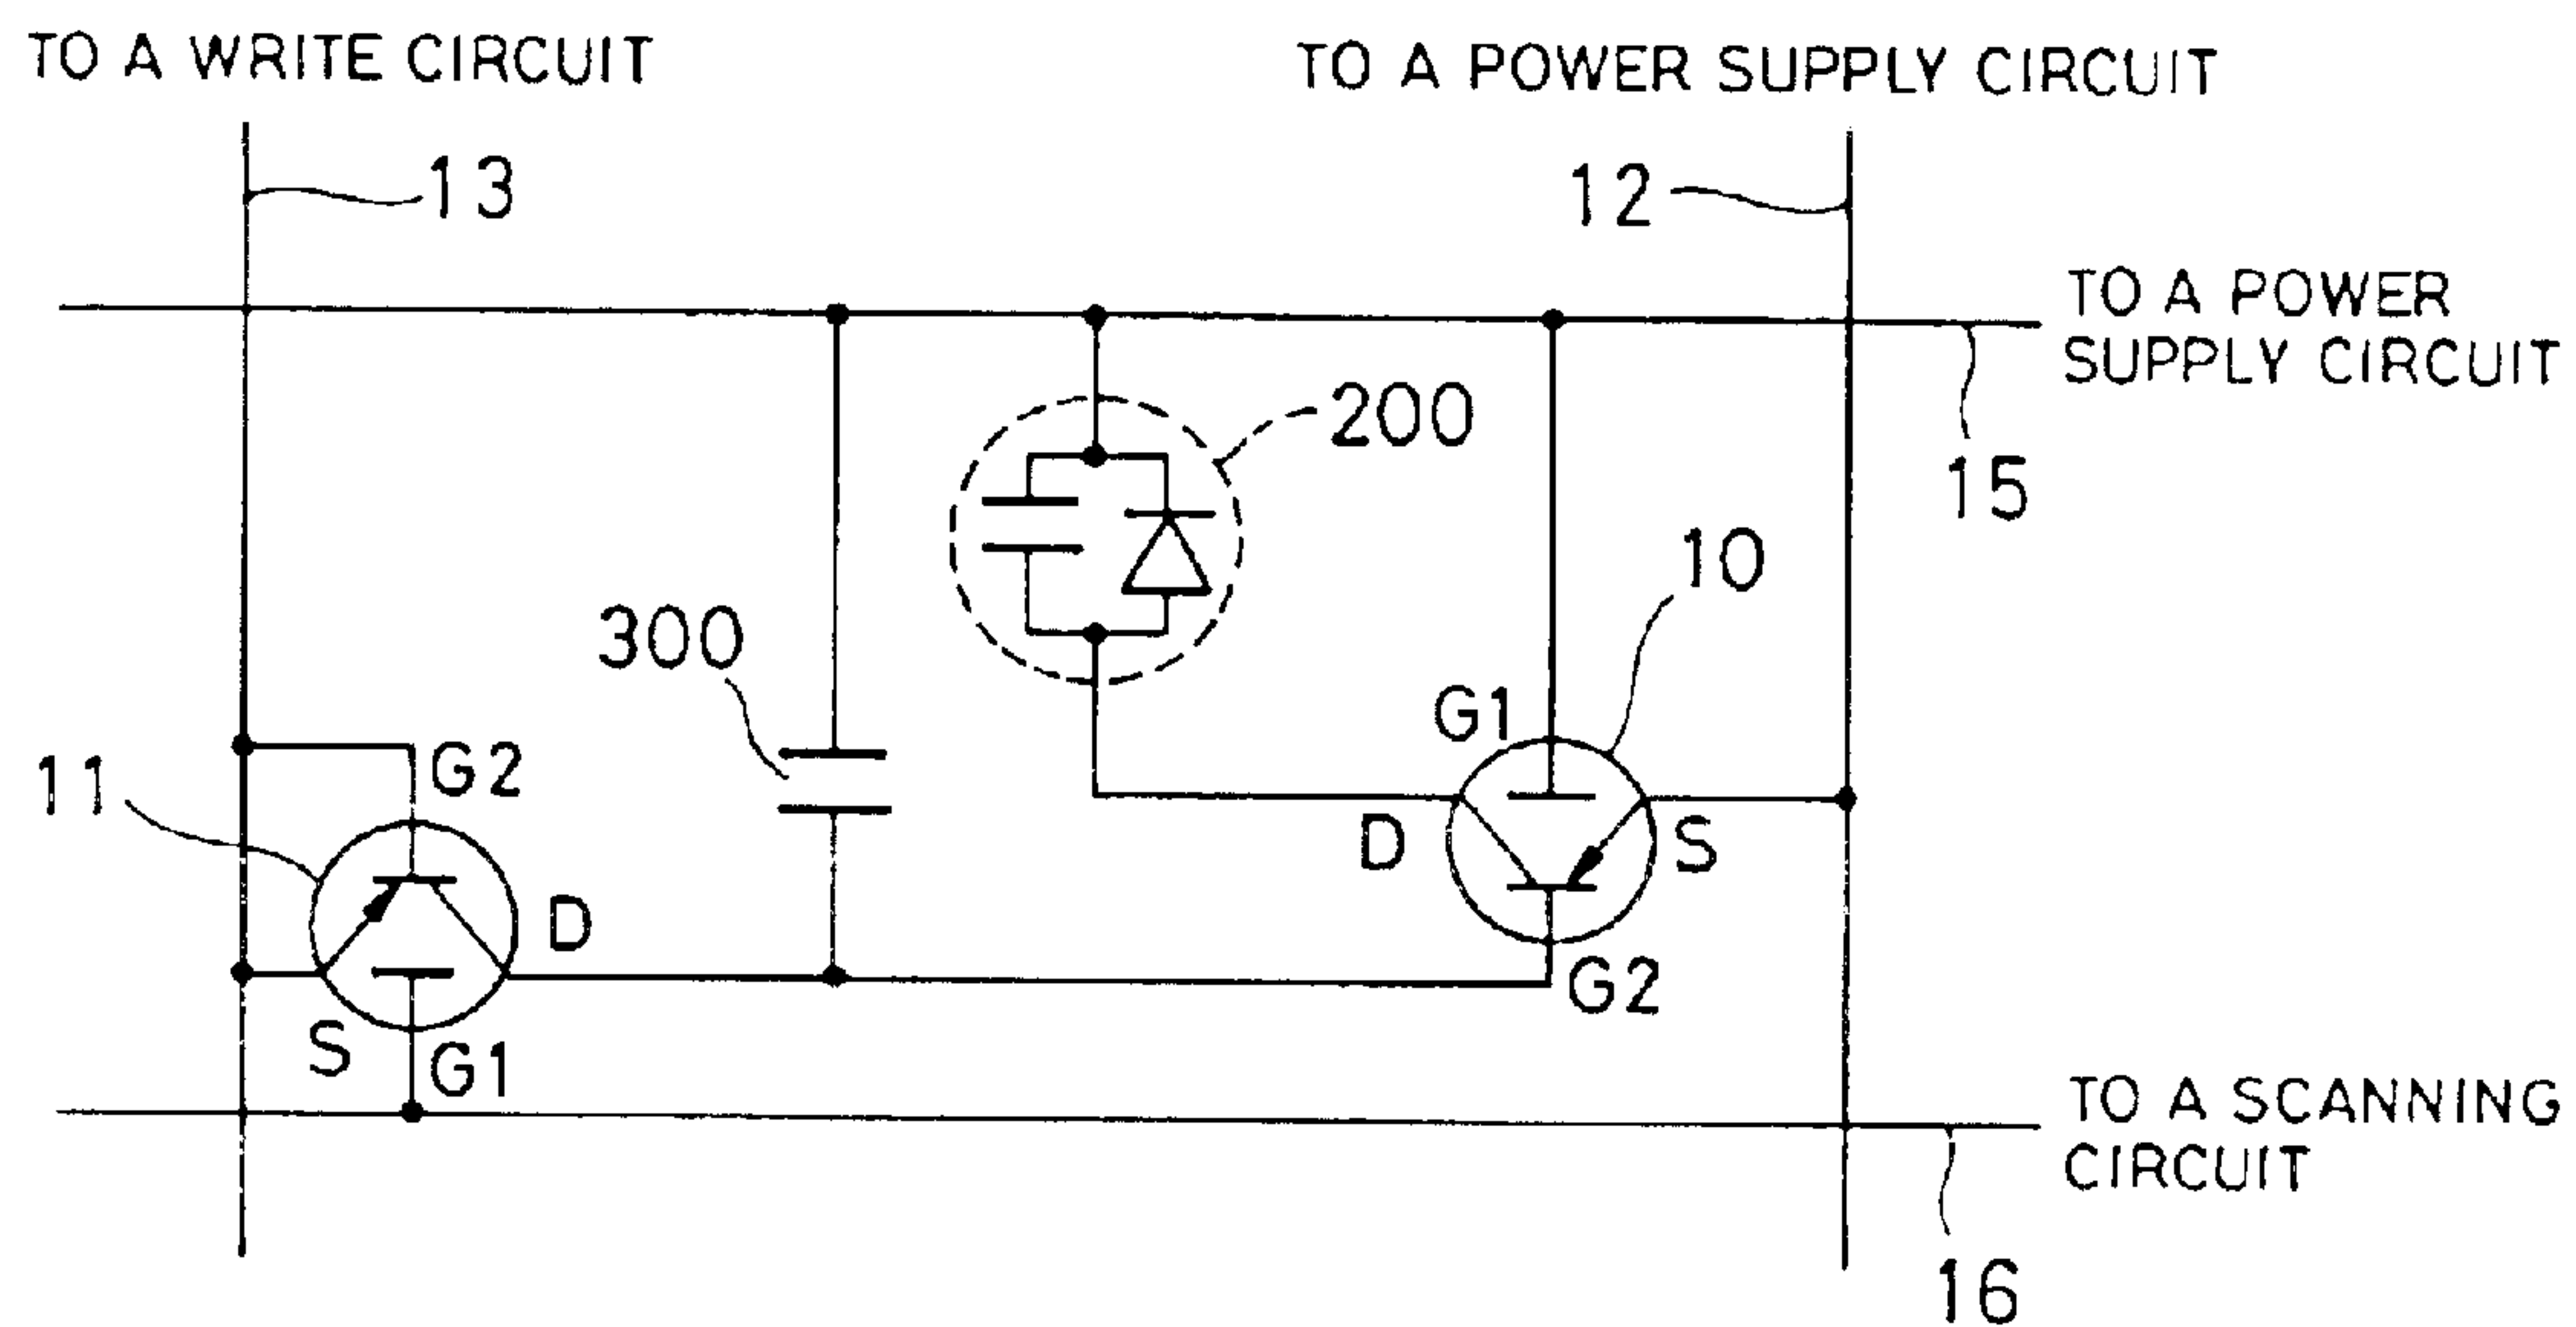 TO A WRITE CIRCUIT
TO A POWER SUPPLY CIRCUIT
13
12
TO A POWER
SUPPLY CIRCUIT
200
15
10
300
G1
G2
11
D
S
D
G2
S
G1
TO A SCANNING
CIRCUIT
16